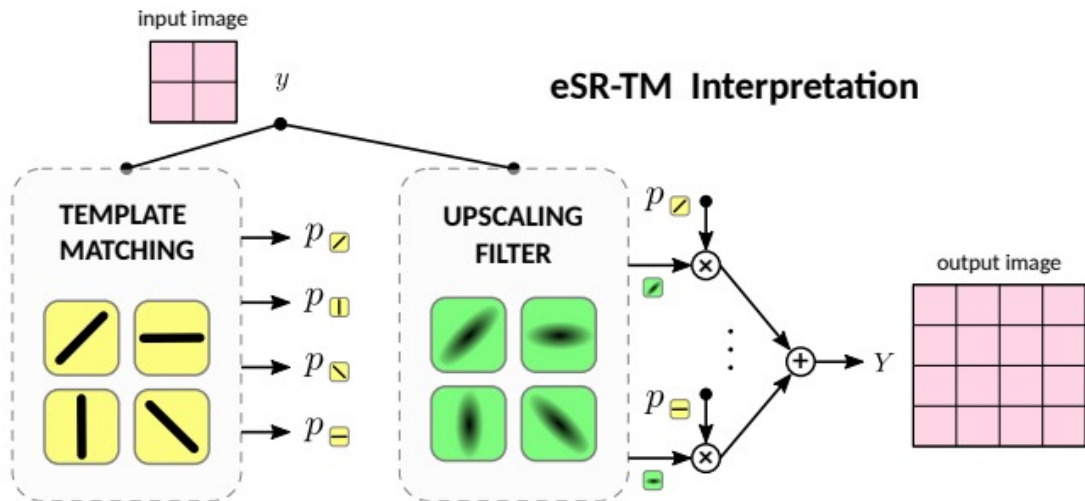 input image
y
eSR-TM Interpretation
TEMPLATE
MATCHING
p
p
p
p
UPSCALING
FILTER
p
×
⋮
p
×
+
Y
output image